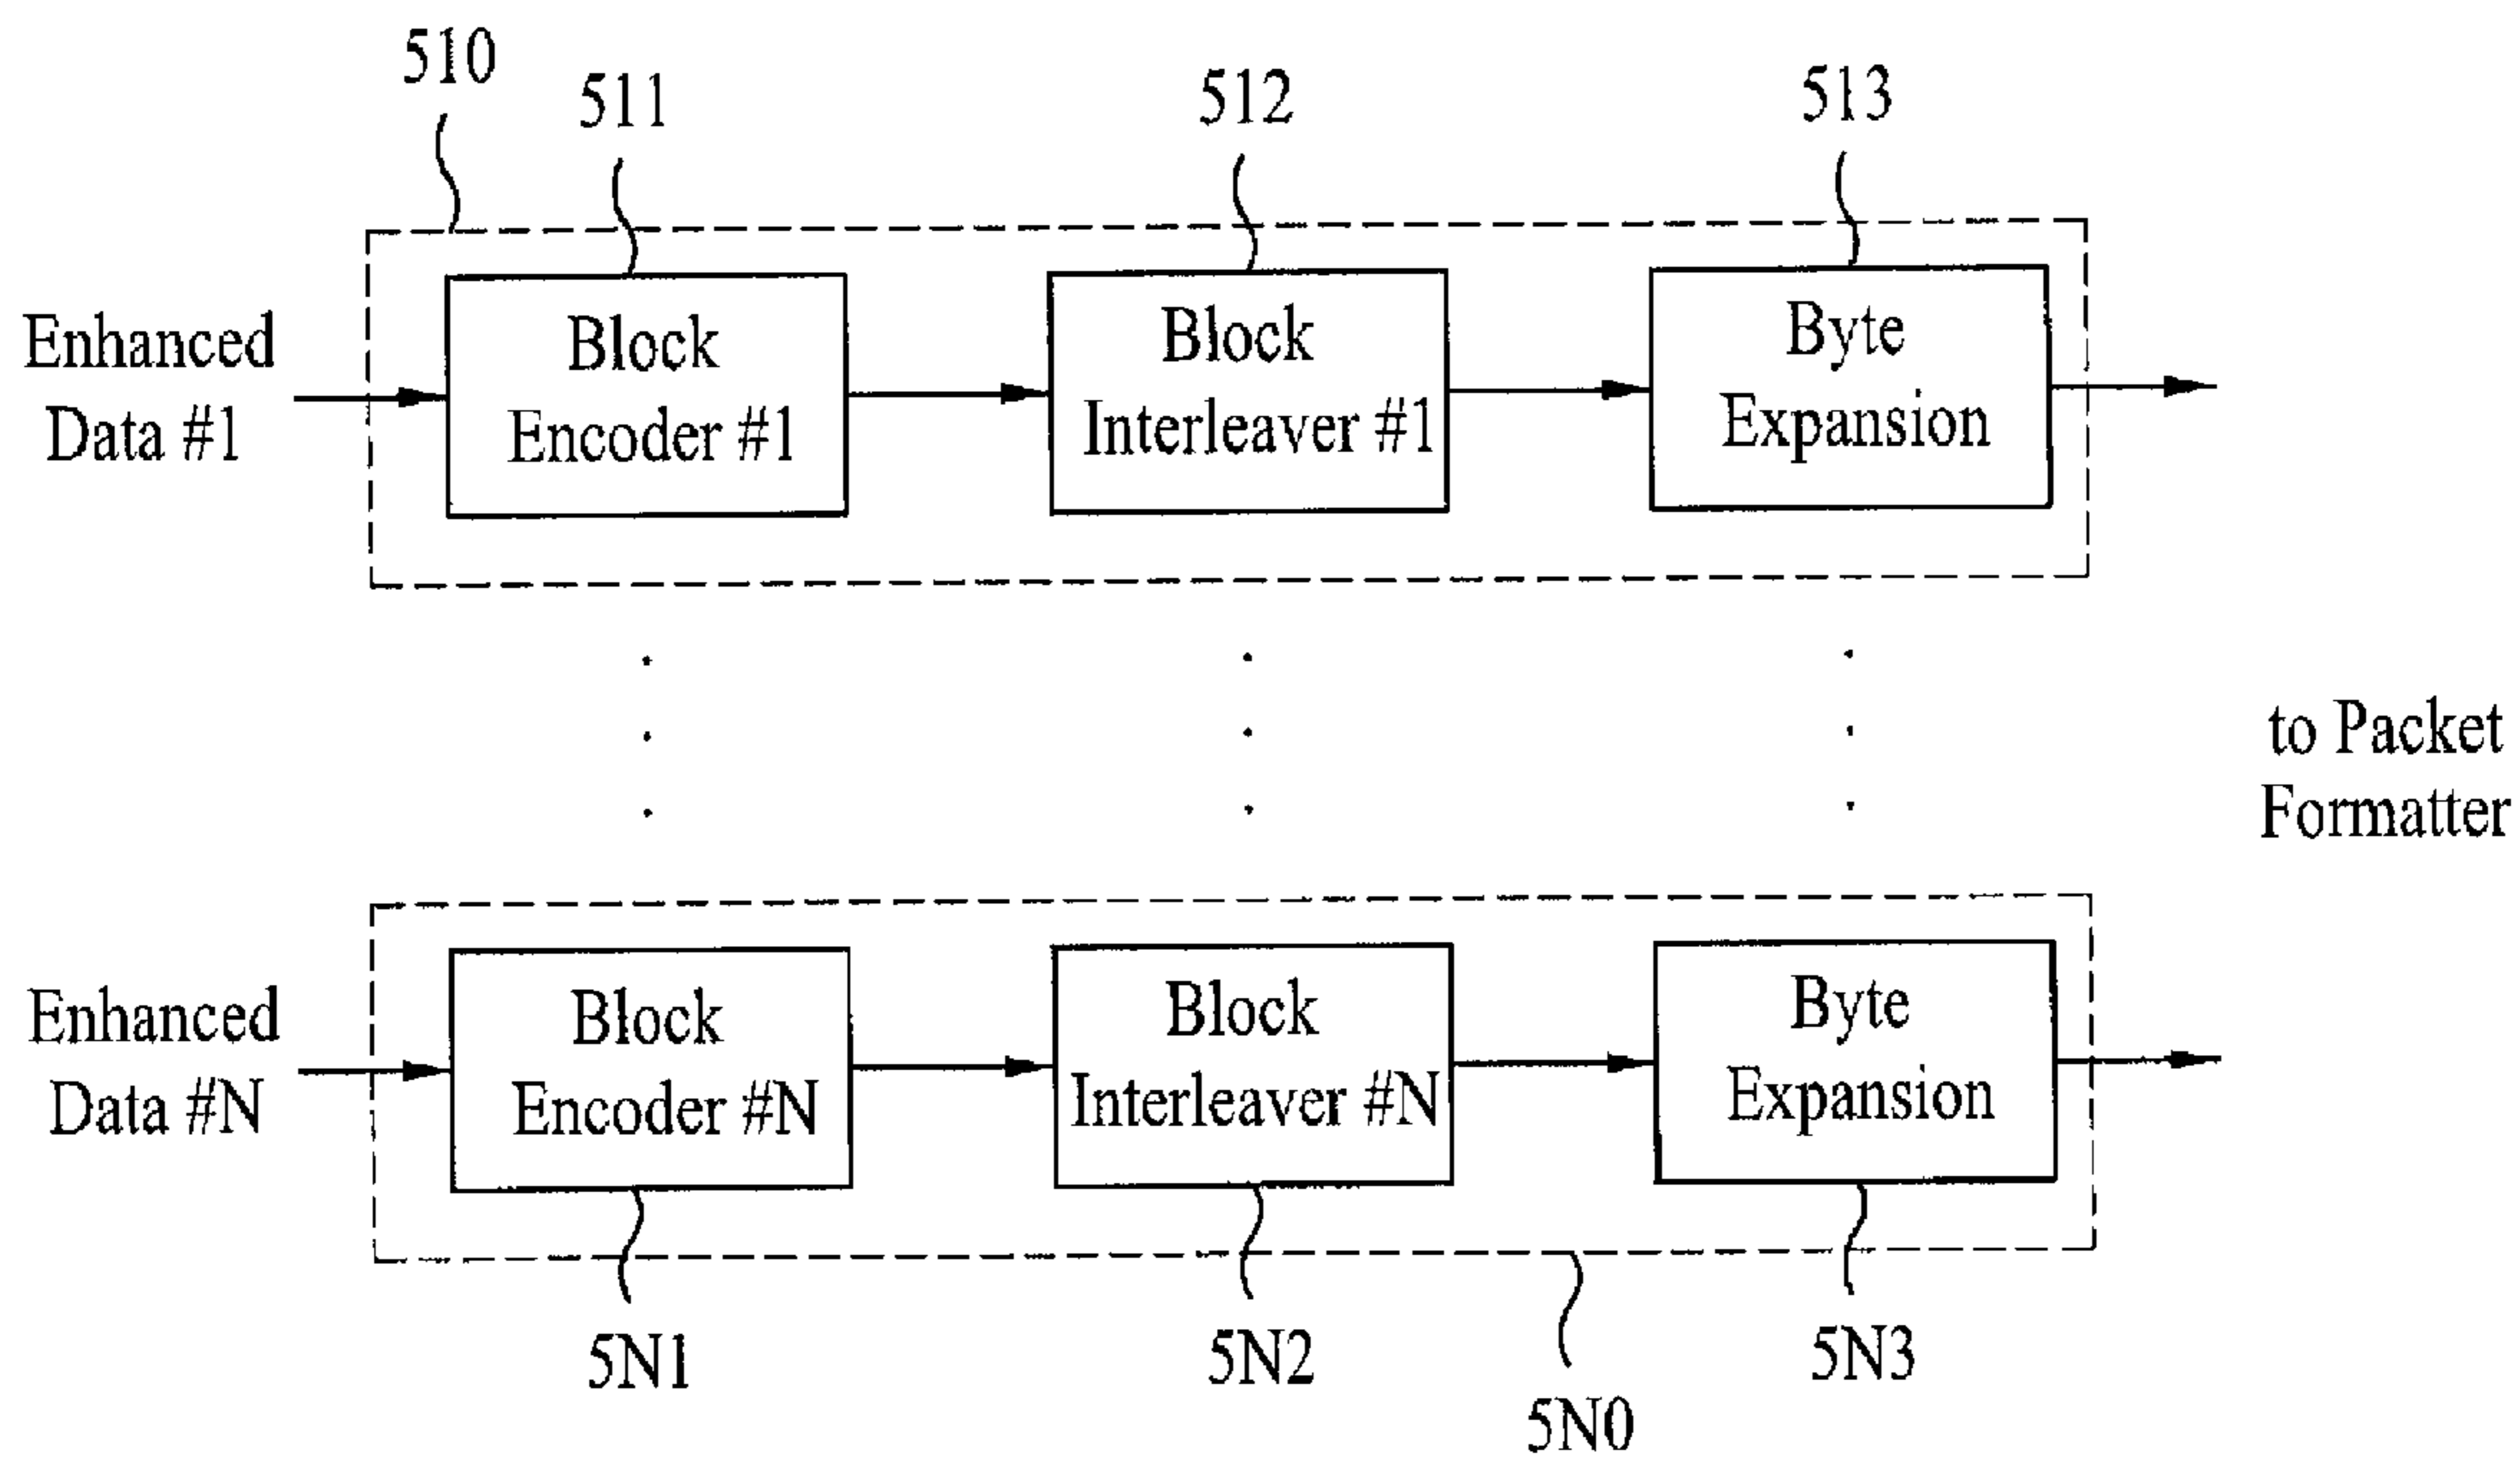 510
511
512
513
Enhanced
Data #1
Block
Encoder #1
Block
Interleaver #1
Byte
Expansion
to Packet
Formatter
Enhanced
Data #N
Block
Encoder #N
Block
Interleaver #N
Byte
Expansion
5N1
5N2
5N3
5N0